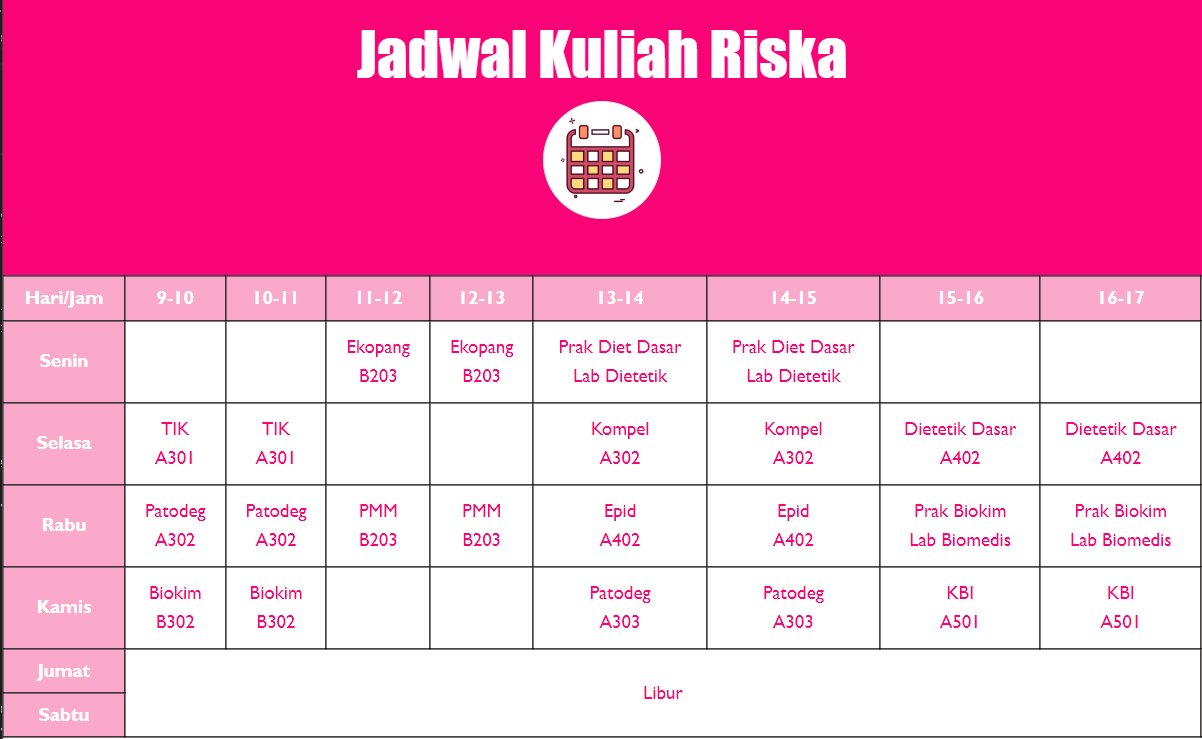 Jadwal Kuliah Riska
Hari/Jam 9-10 10-11 11-12 12-13 13-14 14-15 15-16 16-17
Senin
Ekopang Ekopang Prak Diet Dasar Prak Diet Dasar
B203 B203 Lab Dietetik Lab Dietetik
Selasa
TIK TIK Kompel Kompel Dietetik Dasar Dietetik Dasar
A301 A301 A302 A302 A402 A402
Rabu
Patodeg Patodeg PMM PMM Epid Epid Prak Biokim Prak Biokim
A302 A302 B203 B203 A402 A402 Lab Biomedis Lab Biomedis
Kamis
Biokim Biokim Patodeg Patodeg KBI KBI
B302 B302 A303 A303 A501 A501
Jumat
Libur
Sabtu